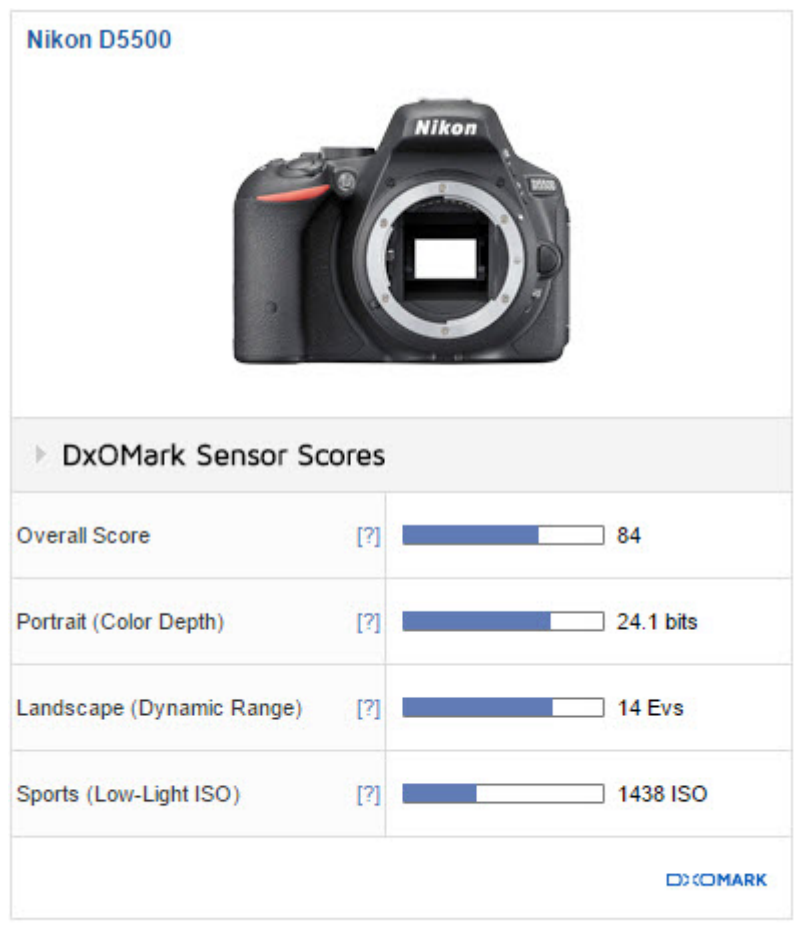 Nikon D5500
Nikon
D5500
DxOMark Sensor Scores
Overall Score [?] 84
Portrait (Color Depth) [?] 24.1 bits
Landscape (Dynamic Range) [?] 14 Evs
Sports (Low-Light ISO) [?] 1438 ISO
DXOMARK